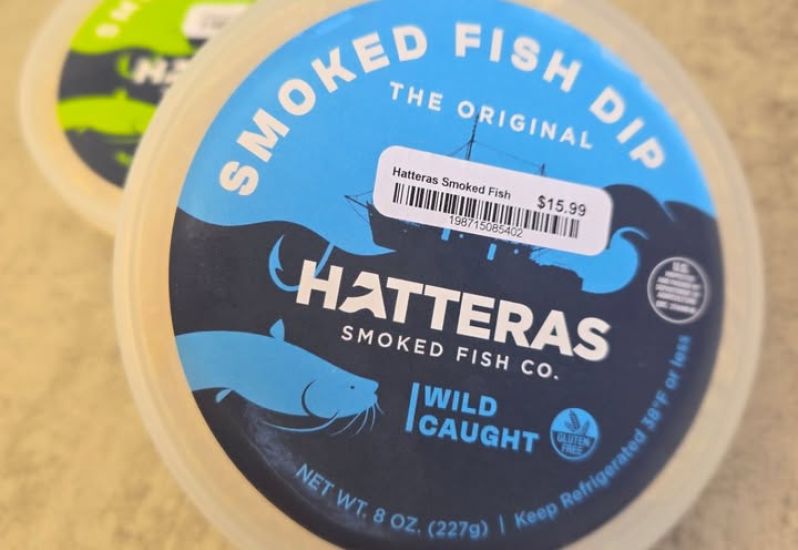 SMOKED FISH DIP
THE ORIGINAL
Hatteras Smoked Fish
$15.99
198715085402
HATTERAS
SMOKED FISH CO.
WILD
CAUGHT
GLUTEN
FREE
NET WT. 8 OZ. (227g) | Keep Refrigerated 38°F or less
U.S.